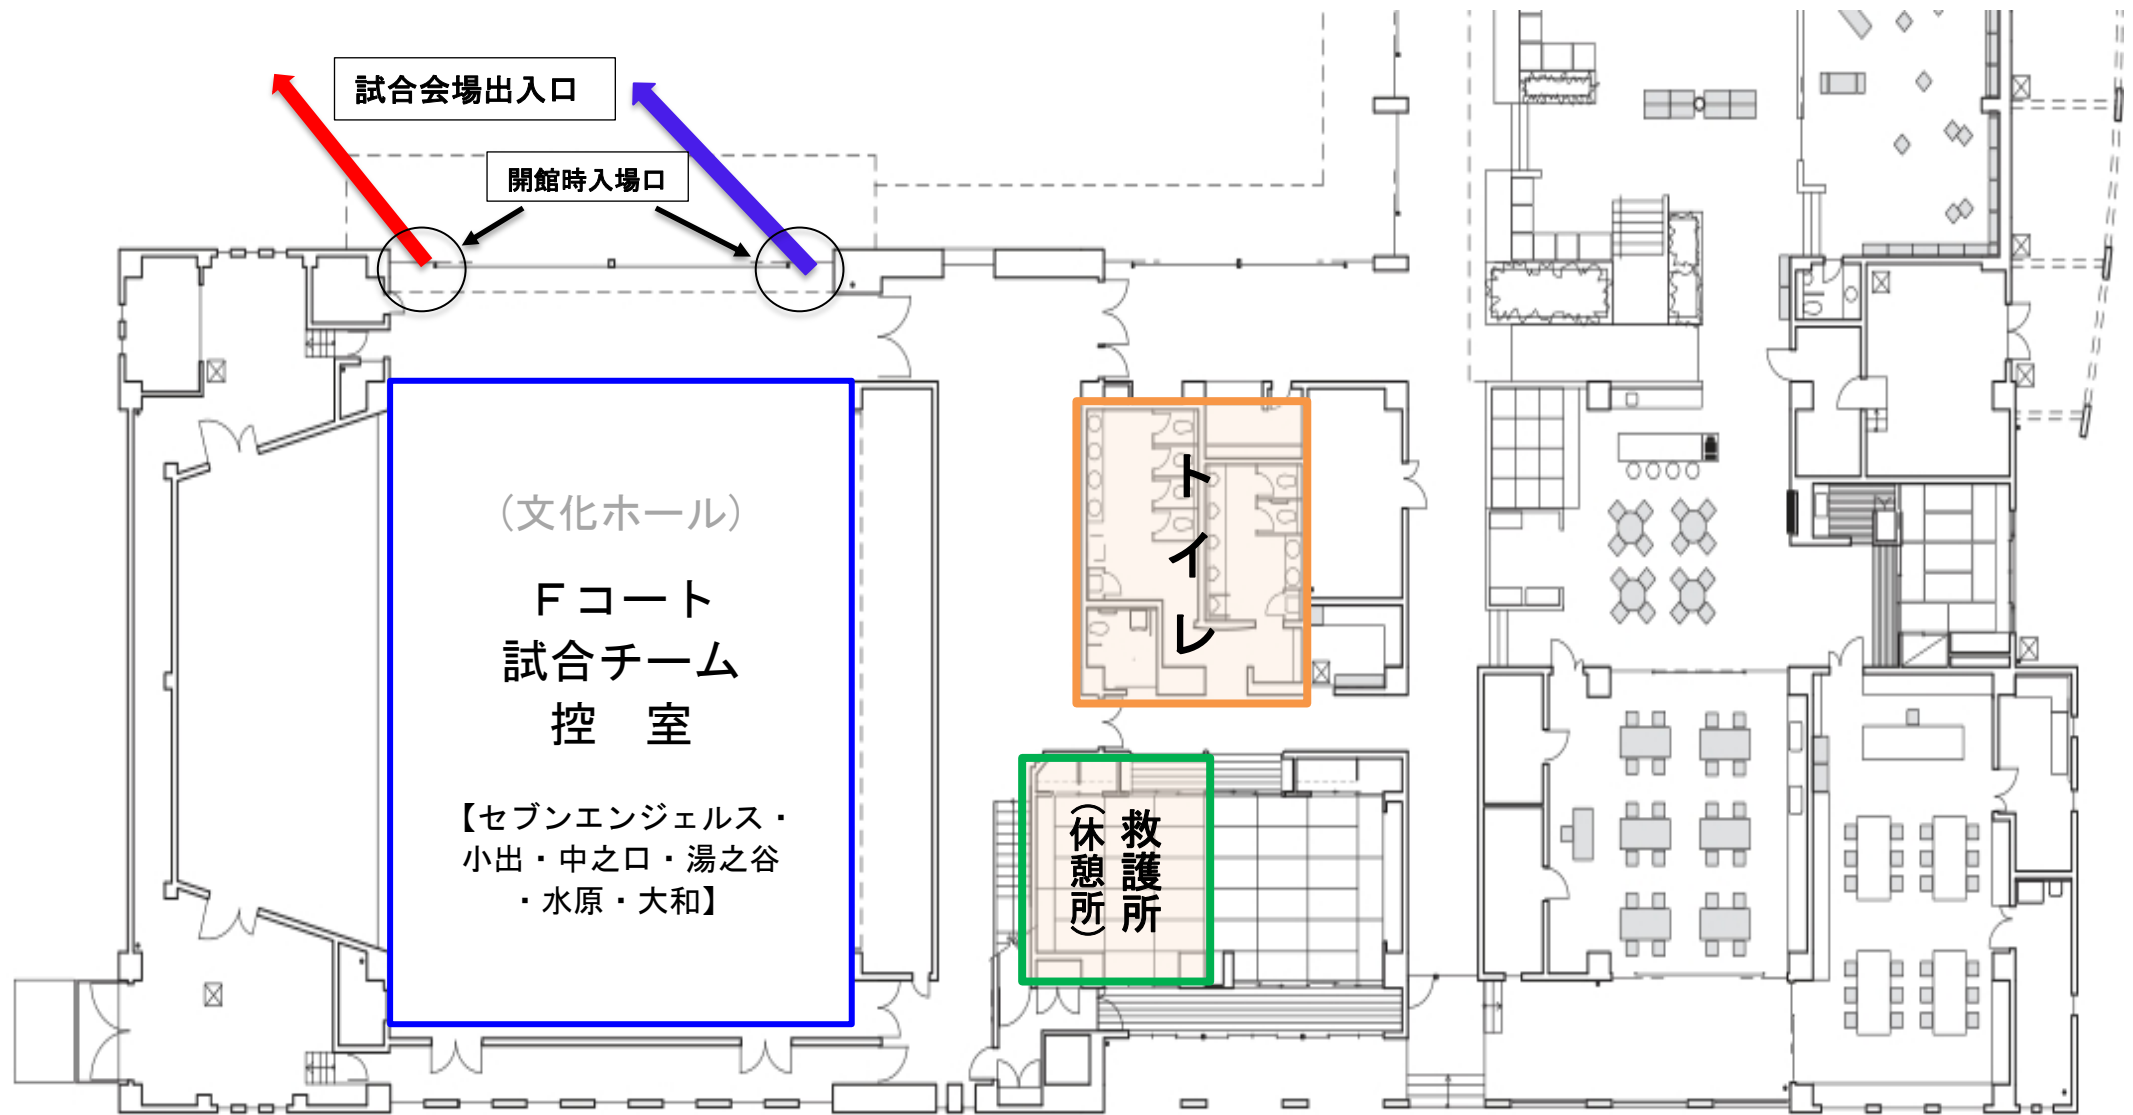 試合会場出入口
開館時入場口
（文化ホール）
Ｆコート
試合チーム
控　室
【セブンエンジェルス・
小出・中之口・湯之谷
・水原・大和】
トイレ
救護所
（休憩所）